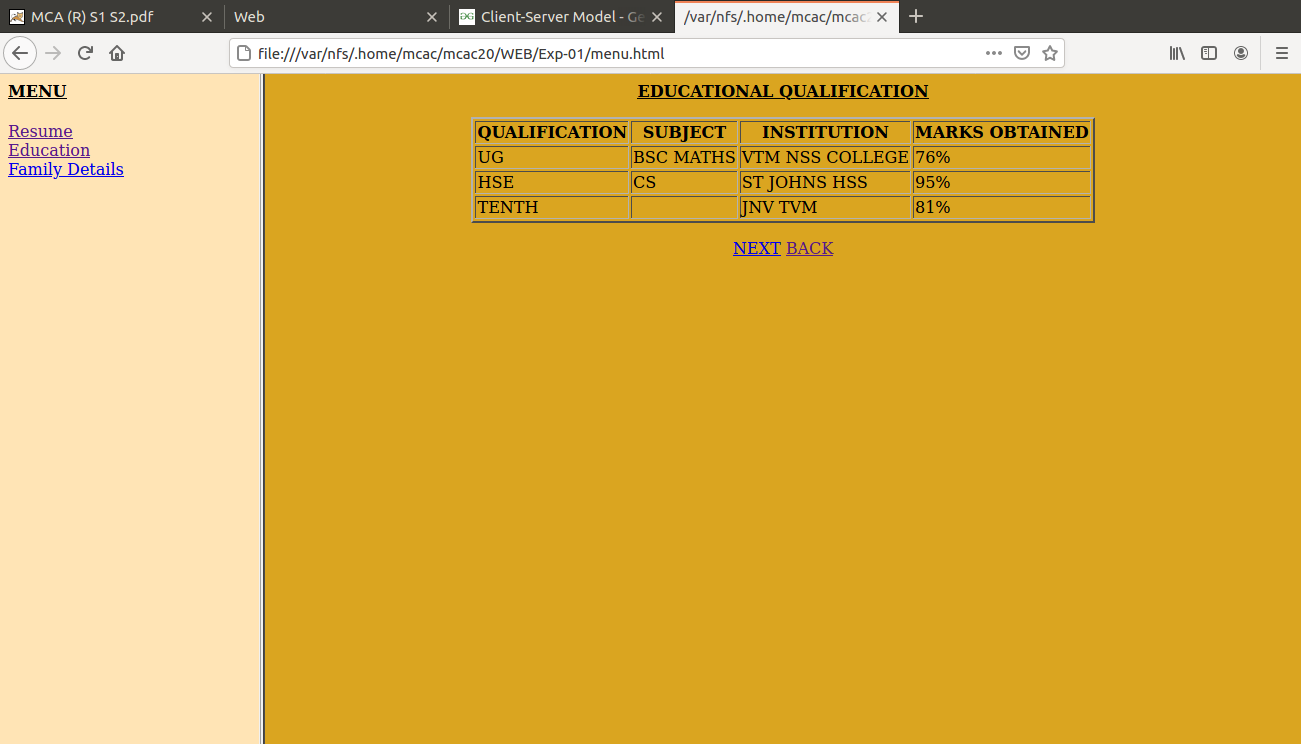 MCA (R) S1 S2.pdf
Web
Client-Server Model - Ge
/var/nfs/.home/mcac/mcac2
file:///var/nfs/.home/mcac/mcac20/WEB/Exp-01/menu.html
MENU
Resume
Education
Family Details
EDUCATIONAL QUALIFICATION
QUALIFICATION SUBJECT INSTITUTION MARKS OBTAINED
UG BSC MATHS VTM NSS COLLEGE 76%
HSE CS ST JOHNS HSS 95%
TENTH JNV TVM 81%
NEXT BACK